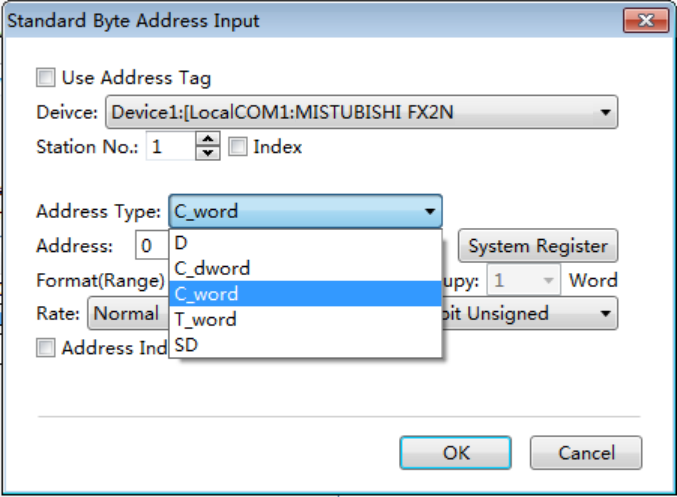 Standard Byte Address Input
Use Address Tag
Deivce: Device1:[LocalCOM1:MISTUBISHI FX2N
Station No.: 1 Index
Address Type: C_word
Address: 0 System Register
D
C_dword
Format(Range) upy: 1 Word
C_word
Rate: Normal bit Unsigned
T_word
Address Ind
SD
OK Cancel